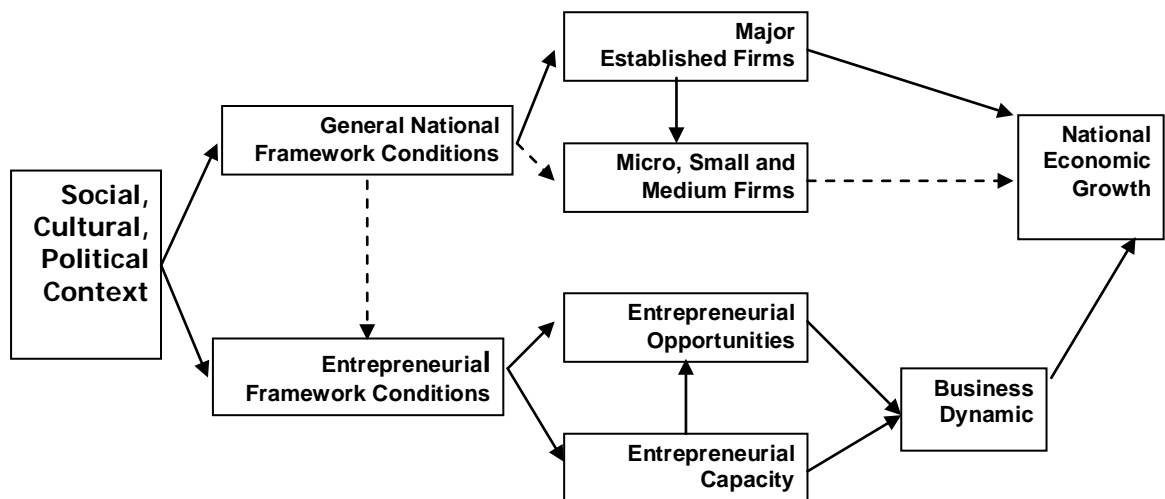 Major
Established Firms
General National
Framework Conditions
National
Economic
Growth
Micro, Small and
Medium Firms
Social,
Cultural,
Political
Context
Entrepreneurial
Opportunities
Entrepreneurial
Framework Conditions
Business
Dynamic
Entrepreneurial
Capacity